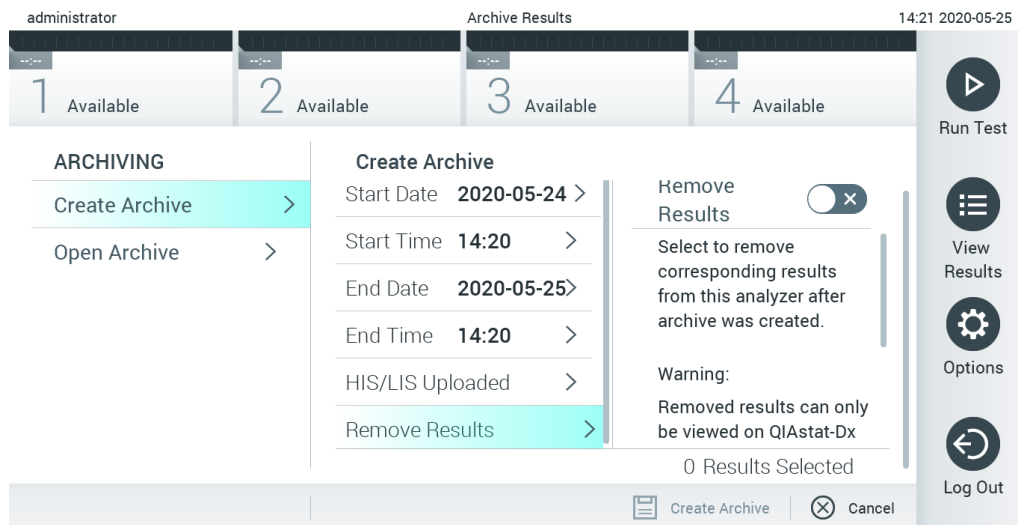 administrator
Archive Results
14:21 2020-05-25
--:--
1 Available
--:--
2 Available
--:--
3 Available
--:--
4 Available
Run Test
View
Results
Options
Log Out
ARCHIVING
Create Archive
Open Archive
Create Archive
Start Date 2020-05-24
Start Time 14:20
End Date 2020-05-25
End Time 14:20
HIS/LIS Uploaded
Remove Results
Remove
Results
Select to remove
corresponding results
from this analyzer after
archive was created.
Warning:
Removed results can only
be viewed on QIAstat-Dx
0 Results Selected
Create Archive
Cancel